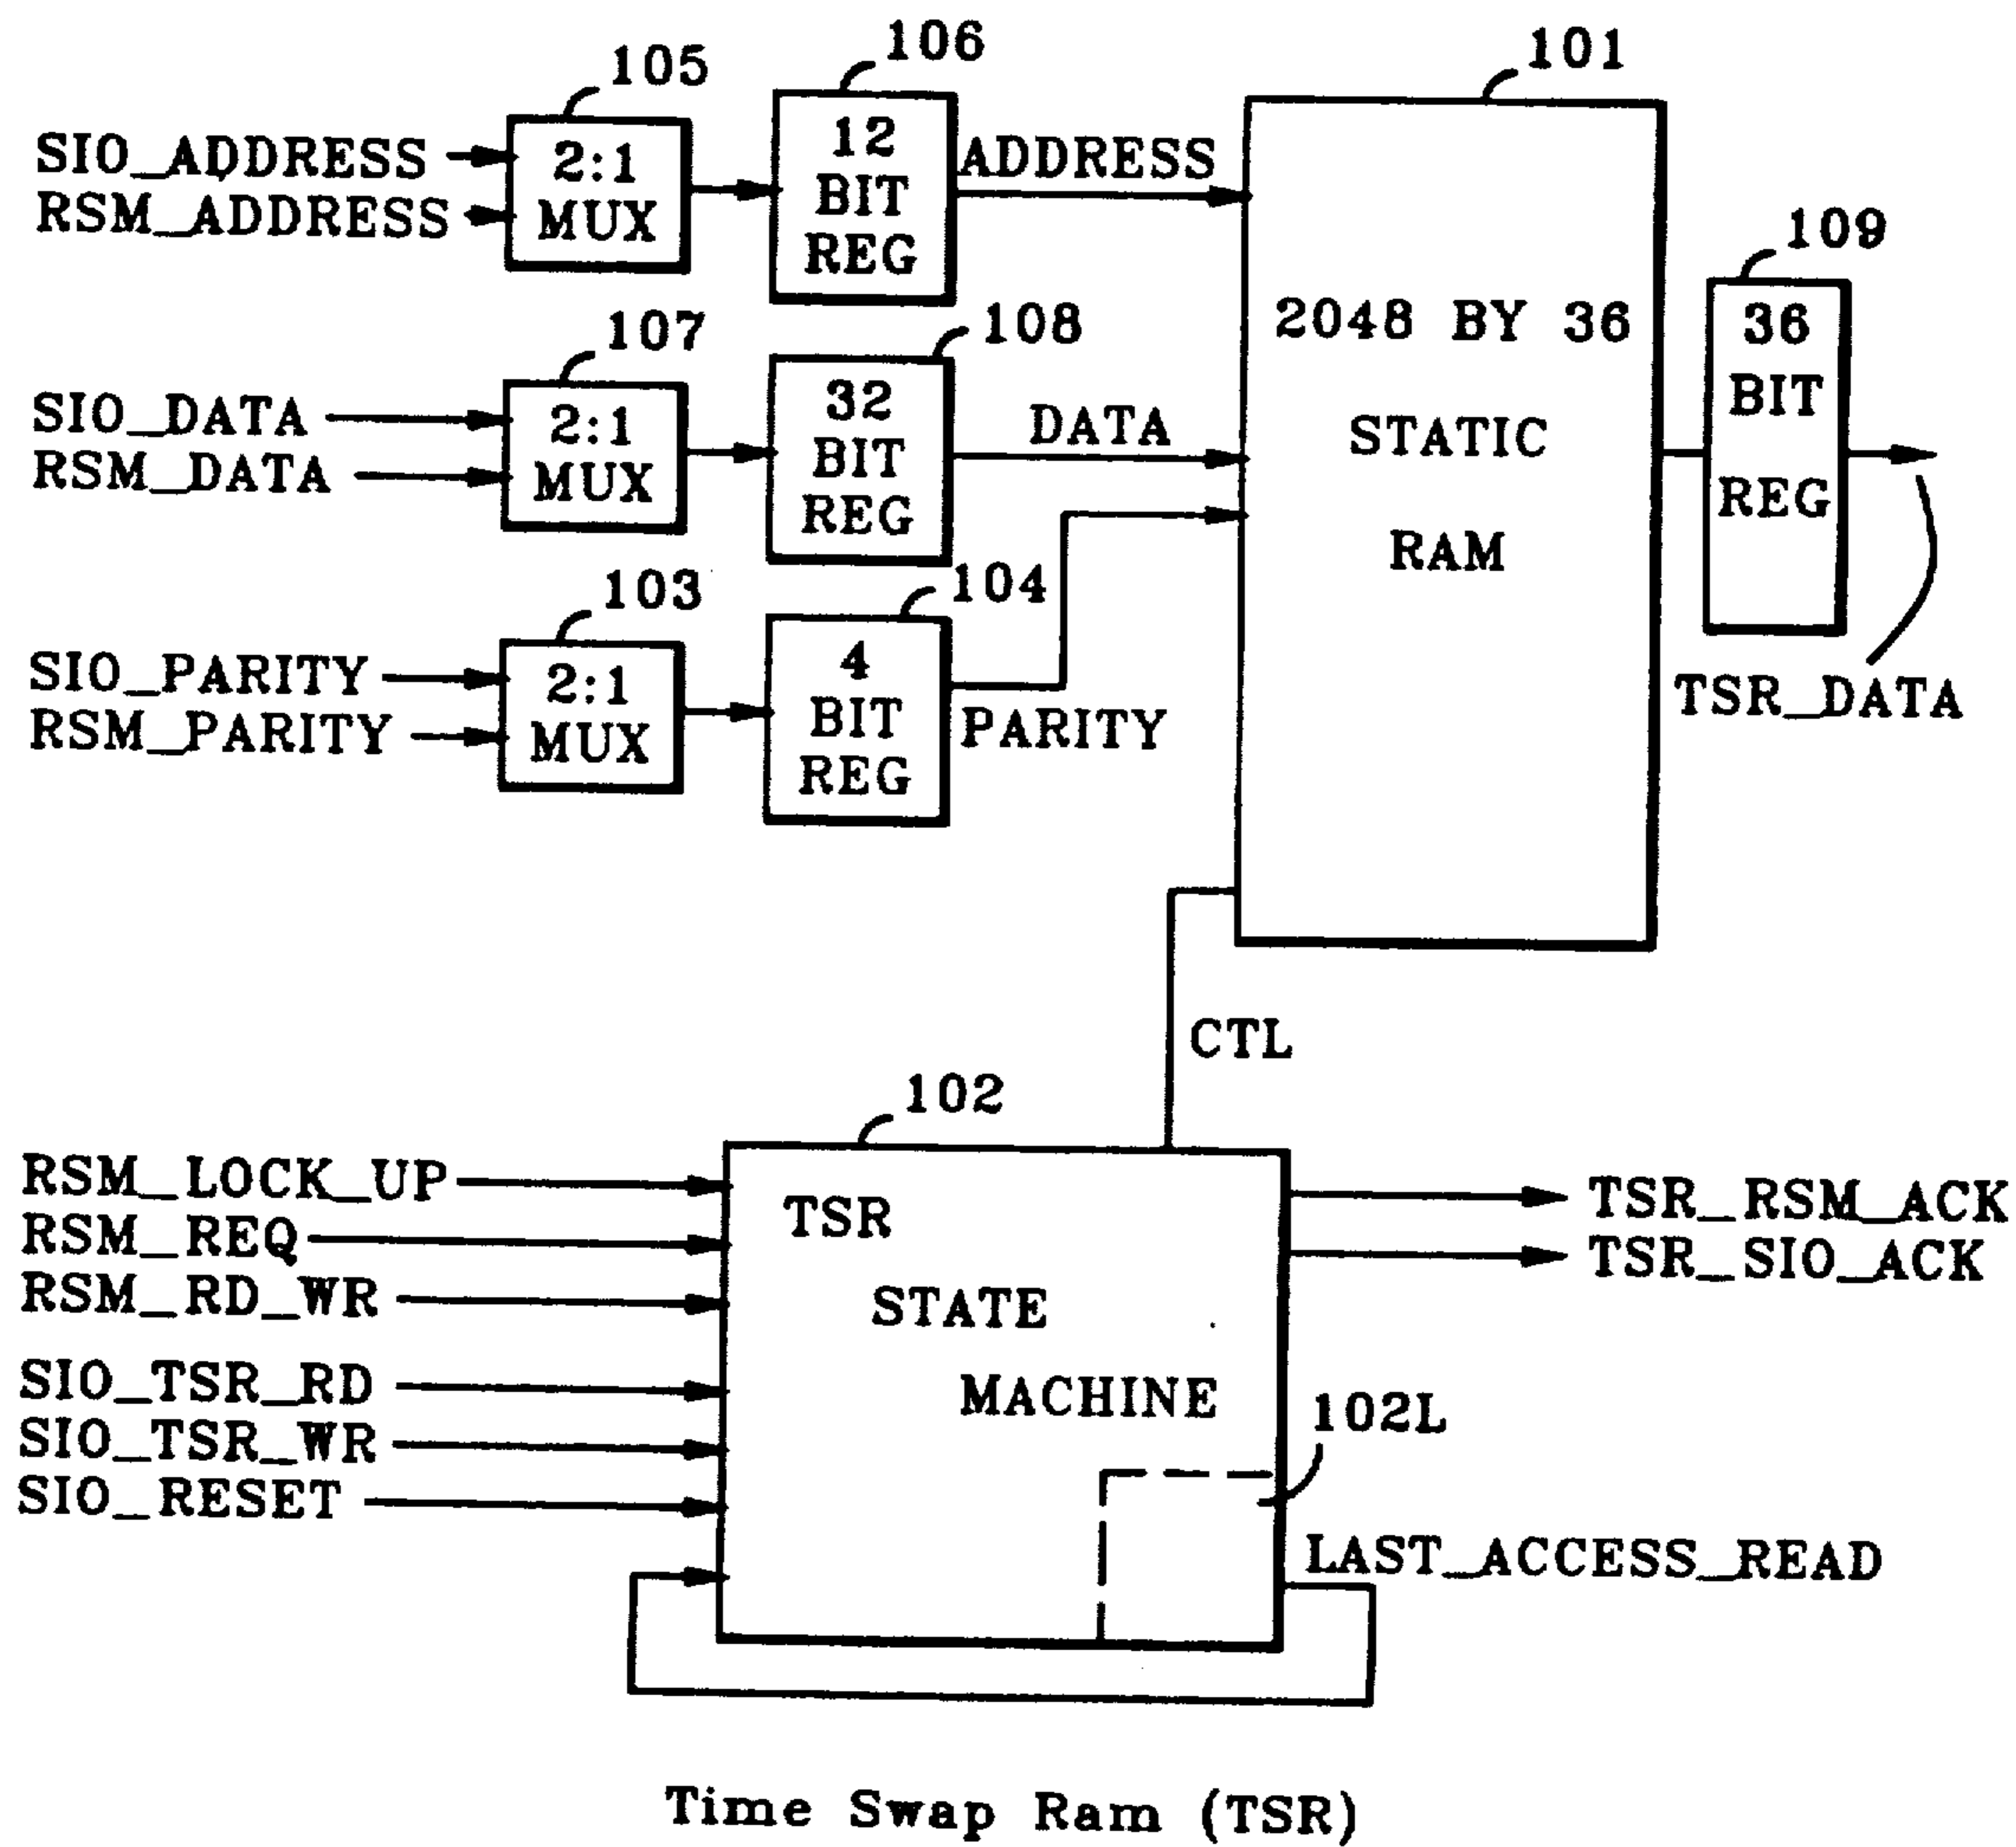 105
106
101
SIO_ADDRESS
RSM_ADDRESS
2:1
MUX
12
BIT
REG
ADDRESS
2048 BY 36
STATIC
RAM
109
36
BIT
REG
TSR_DATA
107
108
SIO_DATA
RSM_DATA
2:1
MUX
32
BIT
REG
DATA
103
104
SIO_PARITY
RSM_PARITY
2:1
MUX
4
BIT
REG
PARITY
CTL
102
RSM_LOCK_UP
RSM_REQ
RSM_RD_WR
SIO_TSR_RD
SIO_TSR_WR
SIO_RESET
TSR
STATE
MACHINE
TSR_RSM_ACK
TSR_SIO_ACK
102L
LAST_ACCESS_READ
Time Swap Ram (TSR)